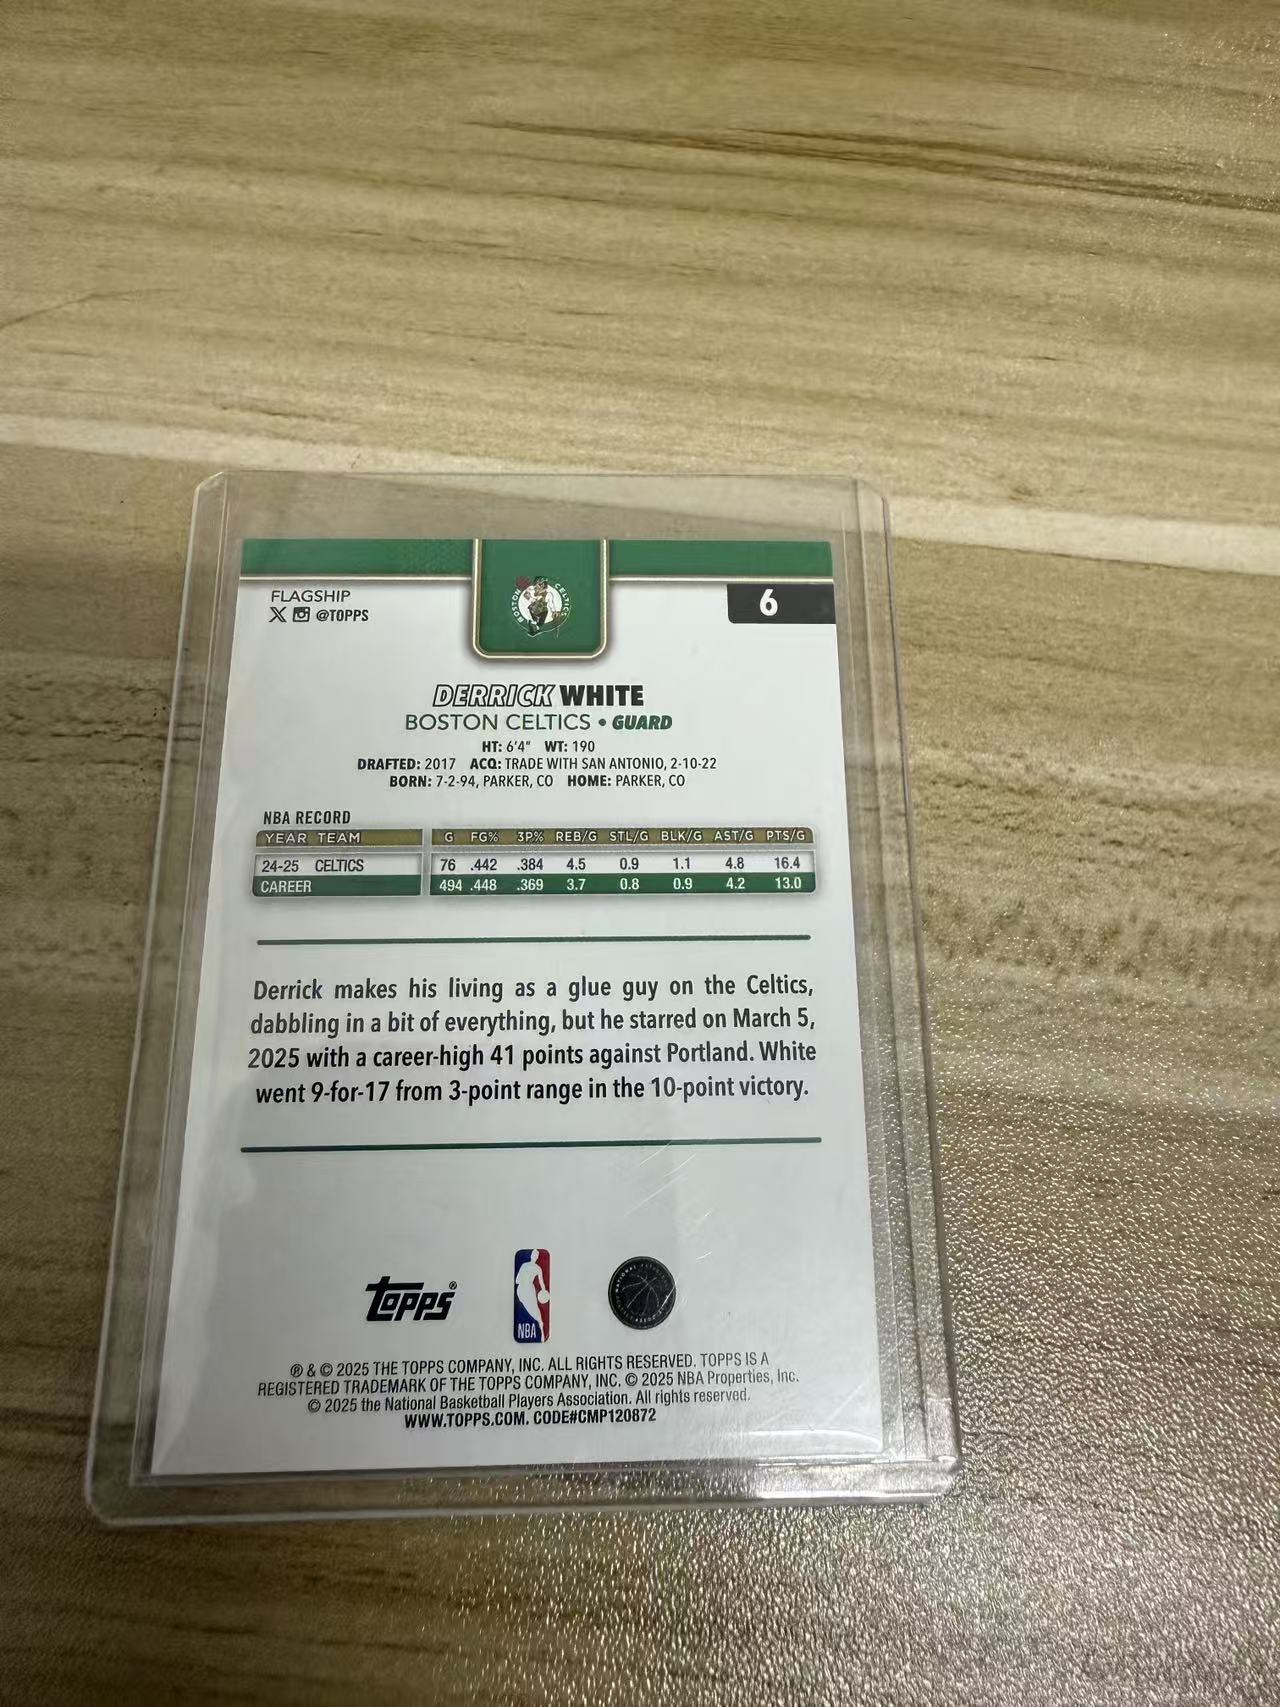 FLAGSHIP
@TOPPS
BOSTON CELTICS
6
DERRICK WHITE
BOSTON CELTICS • GUARD
HT: 6'4" WT: 190
DRAFTED: 2017 ACQ: TRADE WITH SAN ANTONIO, 2-10-22
BORN: 7-2-94, PARKER, CO HOME: PARKER, CO
NBA RECORD
YEAR TEAM G FG% 3P% REB/G STL/G BLK/G AST/G PTS/G
24-25 CELTICS 76 .442 .384 4.5 0.9 1.1 4.8 16.4
CAREER 494 .448 .369 3.7 0.8 0.9 4.2 13.0
Derrick makes his living as a glue guy on the Celtics,
dabbling in a bit of everything, but he starred on March 5,
2025 with a career-high 41 points against Portland. White
went 9-for-17 from 3-point range in the 10-point victory.
Topps®
NBA
® & © 2025 THE TOPPS COMPANY, INC. ALL RIGHTS RESERVED. TOPPS IS A
REGISTERED TRADEMARK OF THE TOPPS COMPANY, INC. © 2025 NBA Properties, Inc.
© 2025 the National Basketball Players Association. All rights reserved.
WWW.TOPPS.COM. CODE#CMP120872